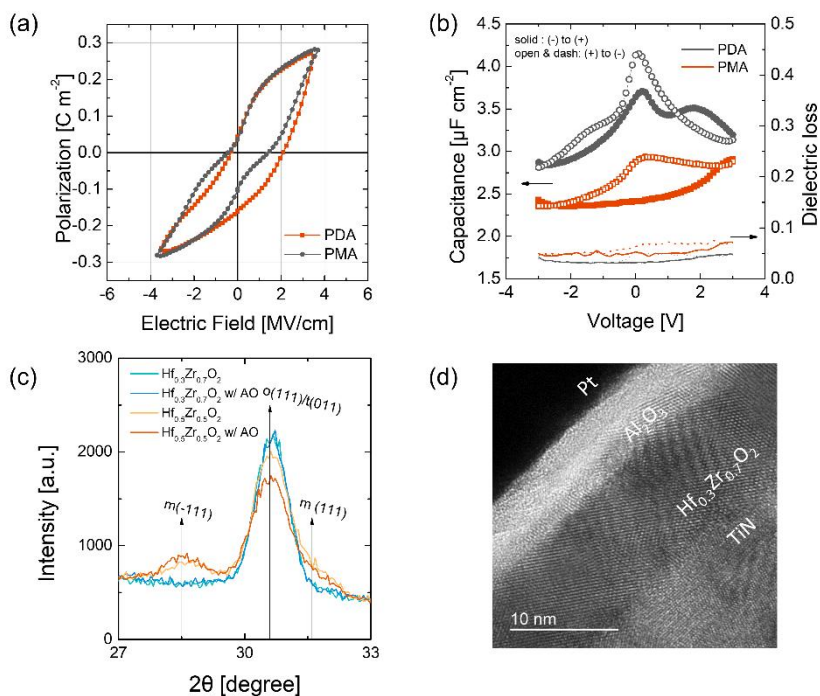 (a)
0.3
0.2
0.1
0.0
-0.1
-0.2
-0.3
Polarization [C m⁻²]
PDA
PMA
-6 -4 -2 0 2 4 6
Electric Field [MV/cm]
(b)
4.5
4.0
3.5
3.0
2.5
2.0
1.5
Capacitance [µF cm⁻²]
solid : (-) to (+)
open & dash: (+) to (-)
PDA
PMA
0.5
0.4
0.3
0.2
0.1
0.0
Dielectric loss
-4 -2 0 2 4
Voltage [V]
(c)
3000
2000
1000
0
Intensity [a.u.]
Hf₀.₃Zr₀.₇O₂
Hf₀.₃Zr₀.₇O₂ w/ AO
Hf₀.₅Zr₀.₅O₂
Hf₀.₅Zr₀.₅O₂ w/ AO
o(111)/t(011)
m(-111)
m (111)
27 30 33
2θ [degree]
(d)
Pt
Al₂O₃
Hf₀.₃Zr₀.₇O₂
TiN
10 nm